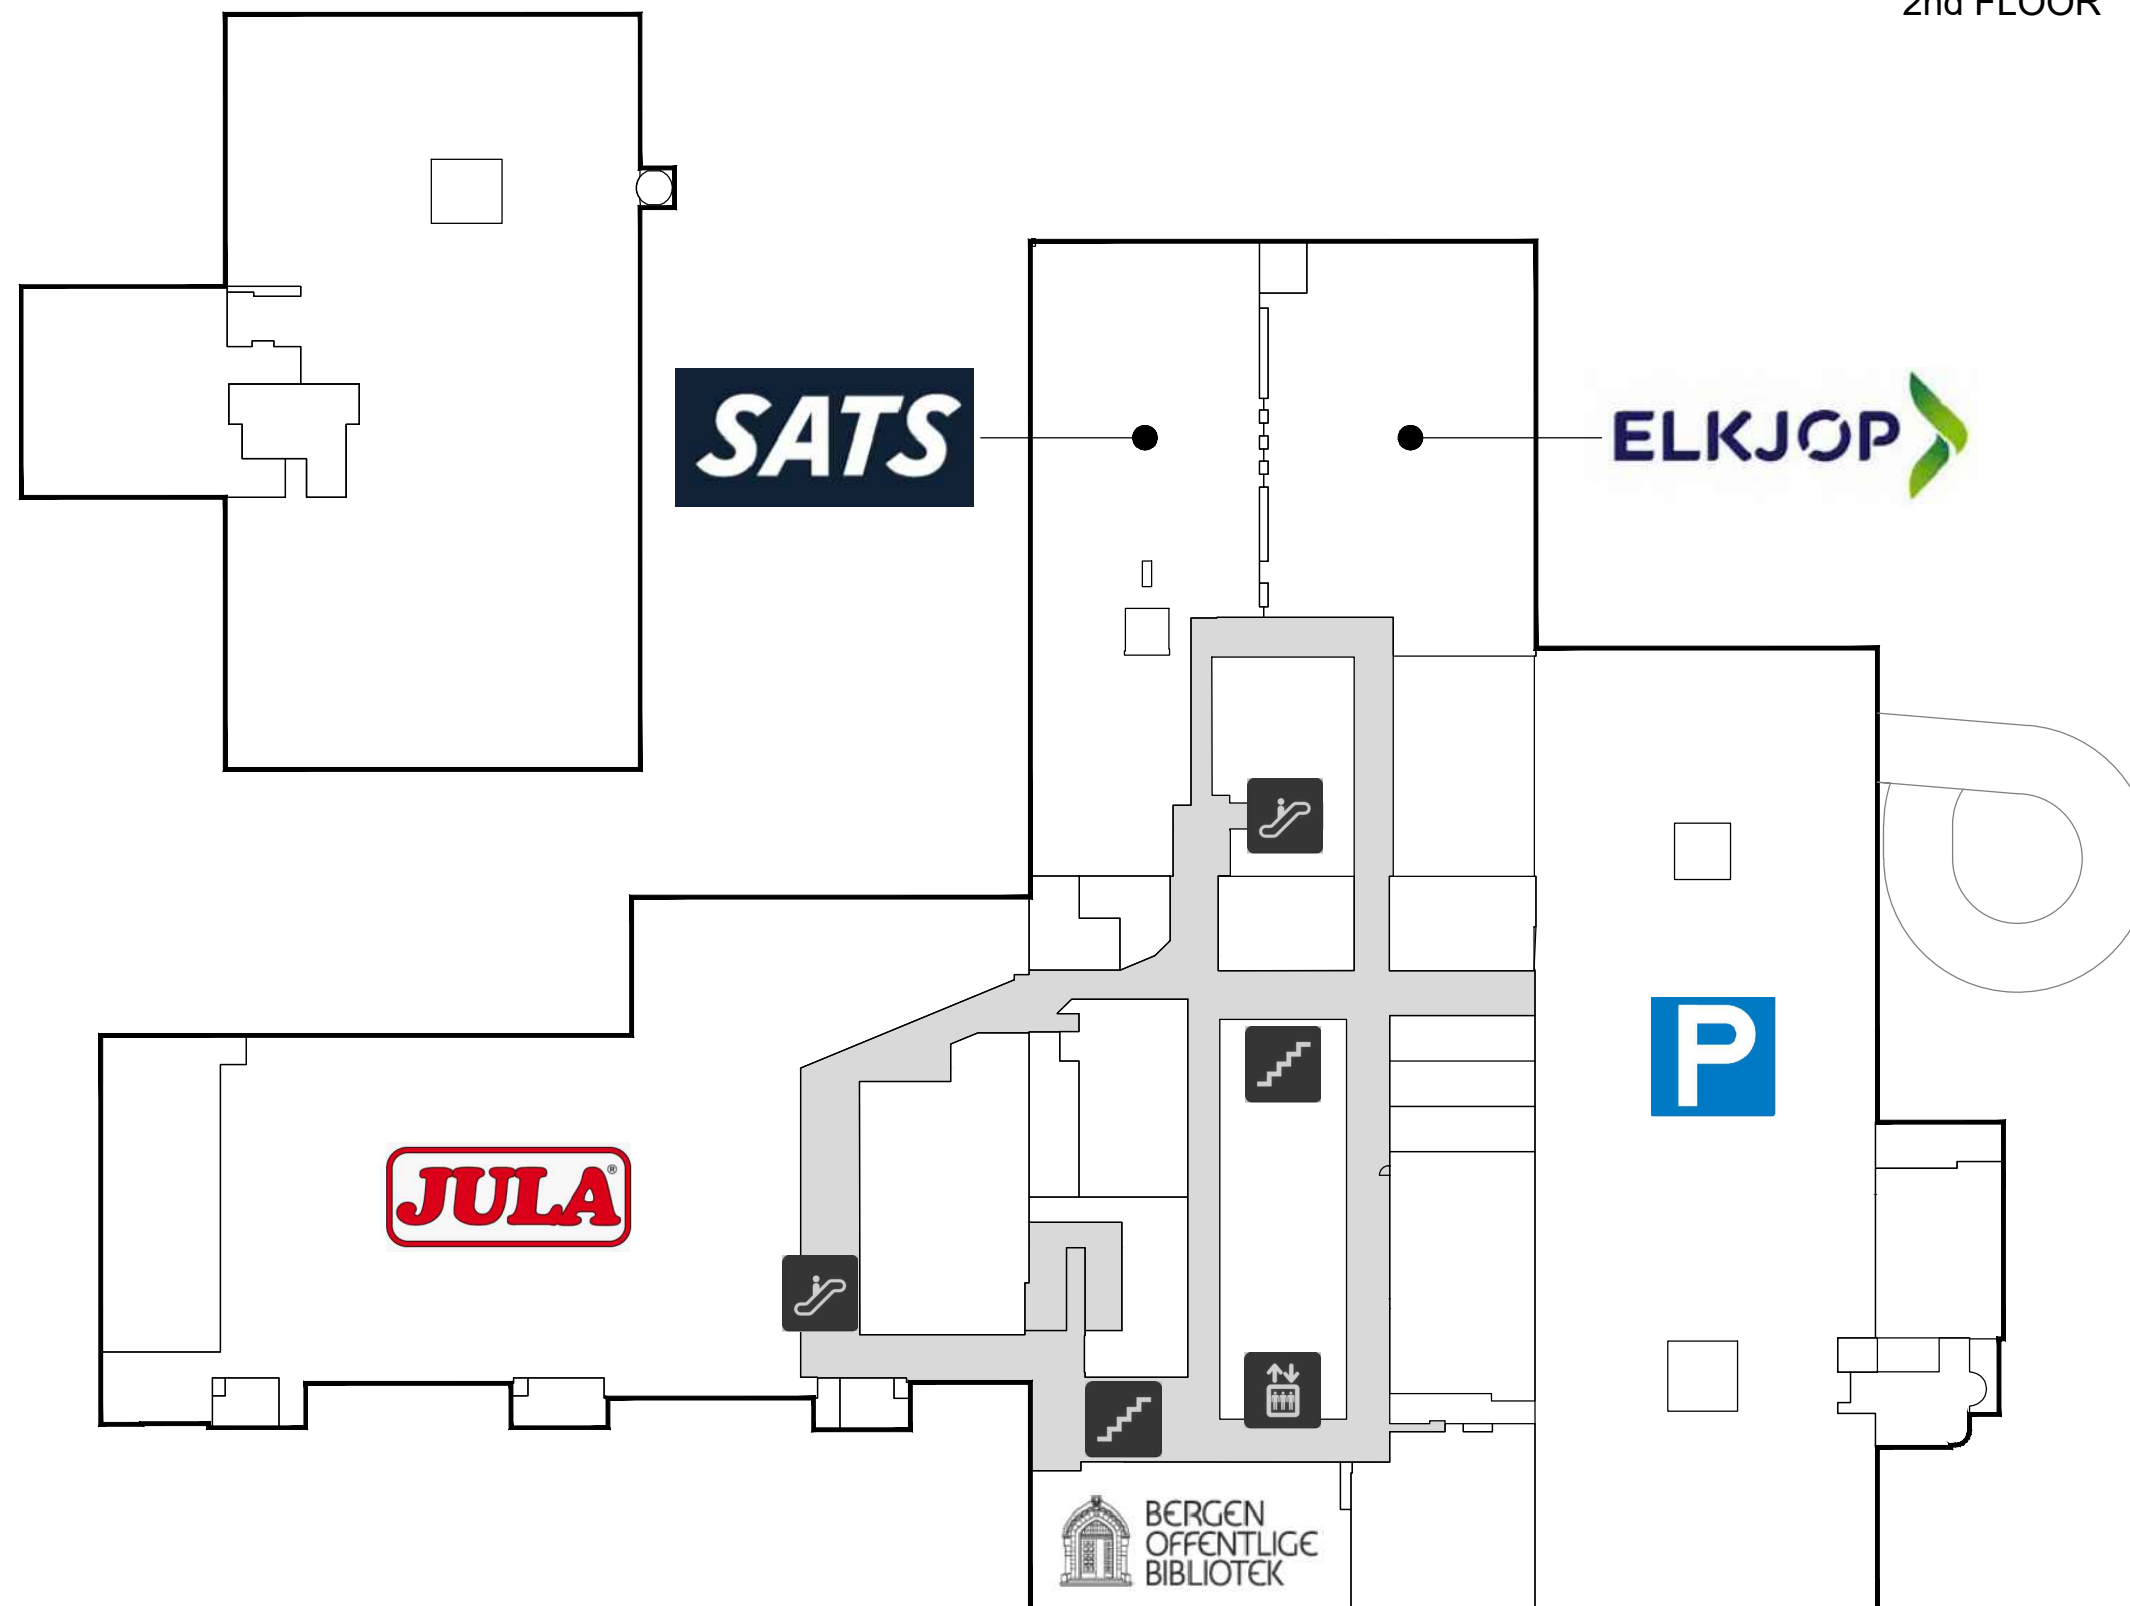 2nd FLOOR
SATS
ELKJOP
P
JULA®
BERGEN
OFFENTLIGE
BIBLIOTEK